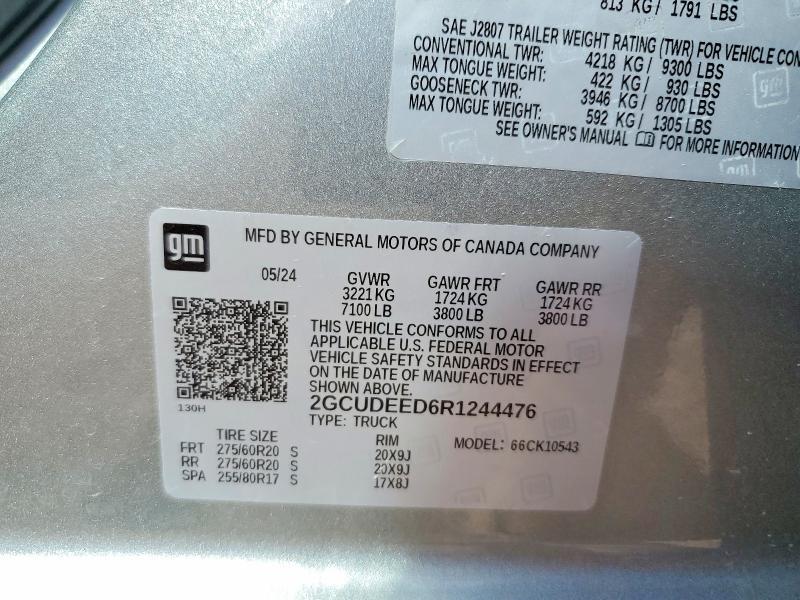 813 KG / 1791 LBS
SAE J2807 TRAILER WEIGHT RATING (TWR) FOR VEHICLE CON
CONVENTIONAL TWR: 4218 KG / 9300 LBS
MAX TONGUE WEIGHT: 422 KG / 930 LBS
GOOSENECK TWR: 3946 KG / 8700 LBS
MAX TONGUE WEIGHT: 592 KG / 1305 LBS
SEE OWNER'S MANUAL FOR MORE INFORMATION
gm
gm MFD BY GENERAL MOTORS OF CANADA COMPANY
05/24 GVWR GAWR FRT GAWR RR
3221 KG 1724 KG 1724 KG
7100 LB 3800 LB 3800 LB
THIS VEHICLE CONFORMS TO ALL
APPLICABLE U.S. FEDERAL MOTOR
VEHICLE SAFETY STANDARDS IN EFFECT
ON THE DATE OF MANUFACTURE
SHOWN ABOVE.
130H
2GCUDEED6R1244476
TYPE: TRUCK
TIRE SIZE RIM MODEL: 66CK10543
FRT 275/60R20 S 20X9J
RR 275/60R20 S 20X9J
SPA 255/80R17 S 17X8J